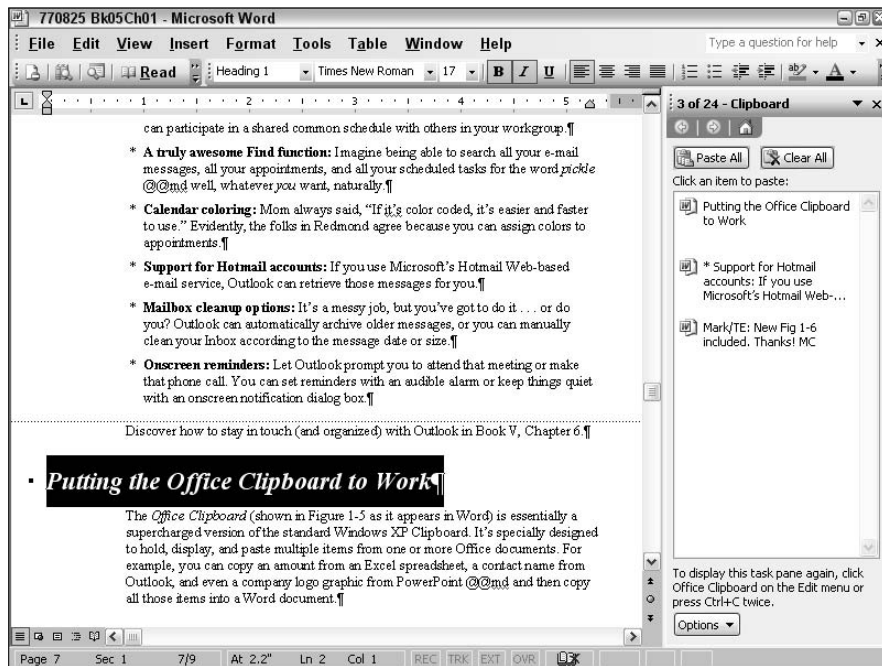 770825 Bk05Ch01 - Microsoft Word
File Edit View Insert Format Tools Table Window Help Type a question for help
Read Heading 1 Times New Roman 17 B I U ab A
L 1 2 3 4 5
can participate in a shared common schedule with others in your workgroup.¶
* A truly awesome Find function: Imagine being able to search all your e-mail
messages, all your appointments, and all your scheduled tasks for the word pickle
@@md well, whatever you want, naturally.¶
* Calendar coloring: Mom always said, “If it’s color coded, it’s easier and faster
to use.” Evidently, the folks in Redmond agree because you can assign colors to
appointments.¶
* Support for Hotmail accounts: If you use Microsoft’s Hotmail Web-based
e-mail service, Outlook can retrieve those messages for you.¶
* Mailbox cleanup options: It’s a messy job, but you’ve got to do it . . . or do
you? Outlook can automatically archive older messages, or you can manually
clean your Inbox according to the message date or size.¶
* Onscreen reminders: Let Outlook prompt you to attend that meeting or make
that phone call. You can set reminders with an audible alarm or keep things quiet
with an onscreen notification dialog box.¶
Discover how to stay in touch (and organized) with Outlook in Book V, Chapter 6.¶
Putting the Office Clipboard to Work¶
The Office Clipboard (shown in Figure 1-5 as it appears in Word) is essentially a
supercharged version of the standard Windows XP Clipboard. It’s specially designed
to hold, display, and paste multiple items from one or more Office documents. For
example, you can copy an amount from an Excel spreadsheet, a contact name from
Outlook, and even a company logo graphic from PowerPoint @@md and then copy
all those items into a Word document.¶
3 of 24 - Clipboard
Paste All Clear All
Click an item to paste:
Putting the Office Clipboard
to Work
* Support for Hotmail
accounts: If you use
Microsoft’s Hotmail Web-...
Mark/TE: New Fig 1-6
included. Thanks! MC
To display this task pane again, click
Office Clipboard on the Edit menu or
press Ctrl+C twice.
Options
Page 7 Sec 1 7/9 At 2.2" Ln 2 Col 1 REC TRK EXT OVR